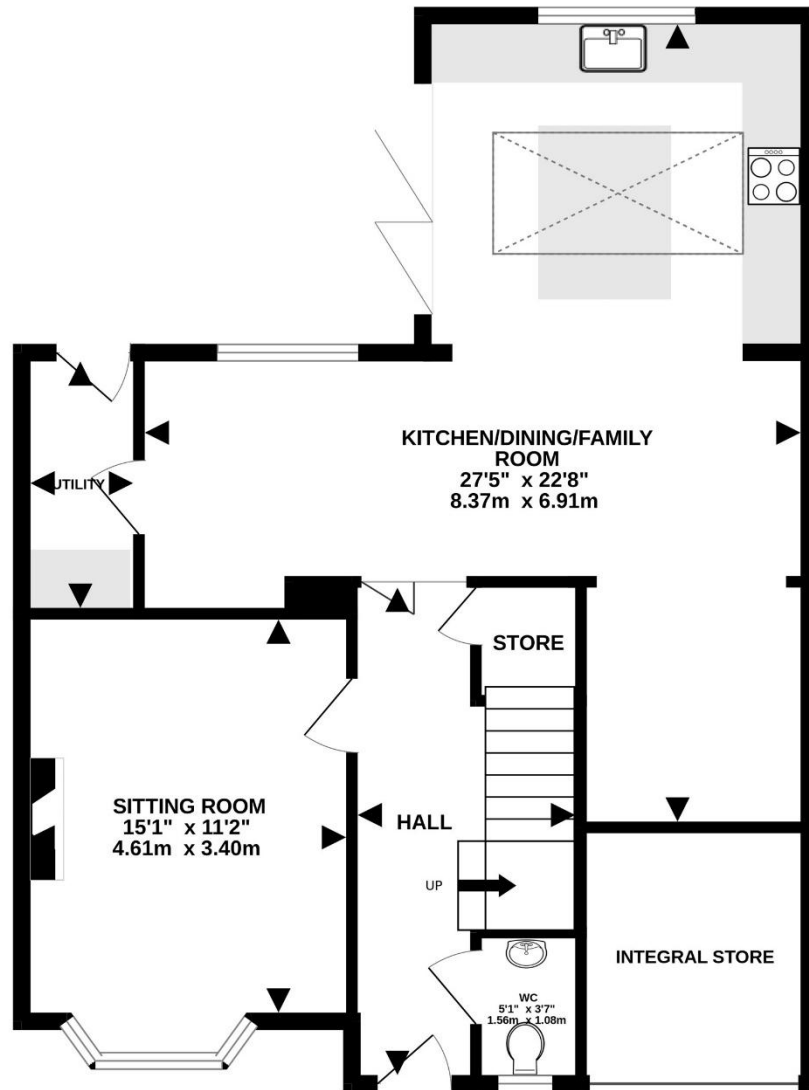 KITCHEN/DINING/FAMILY
ROOM
27'5" x 22'8"
8.37m x 6.91m
UTILITY
STORE
SITTING ROOM
15'1" x 11'2"
4.61m x 3.40m
HALL
UP
INTEGRAL STORE
WC
5'1" x 3'7"
1.56m x 1.08m